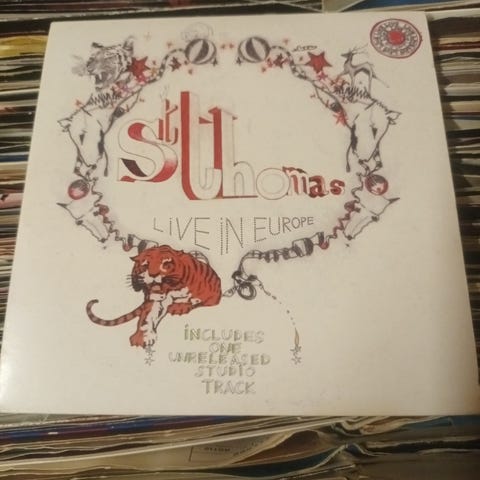 St thomas
LiVE iN EUROPE
iNCLUDES
ONE
UNRELEASED
STUDIO
TRACK